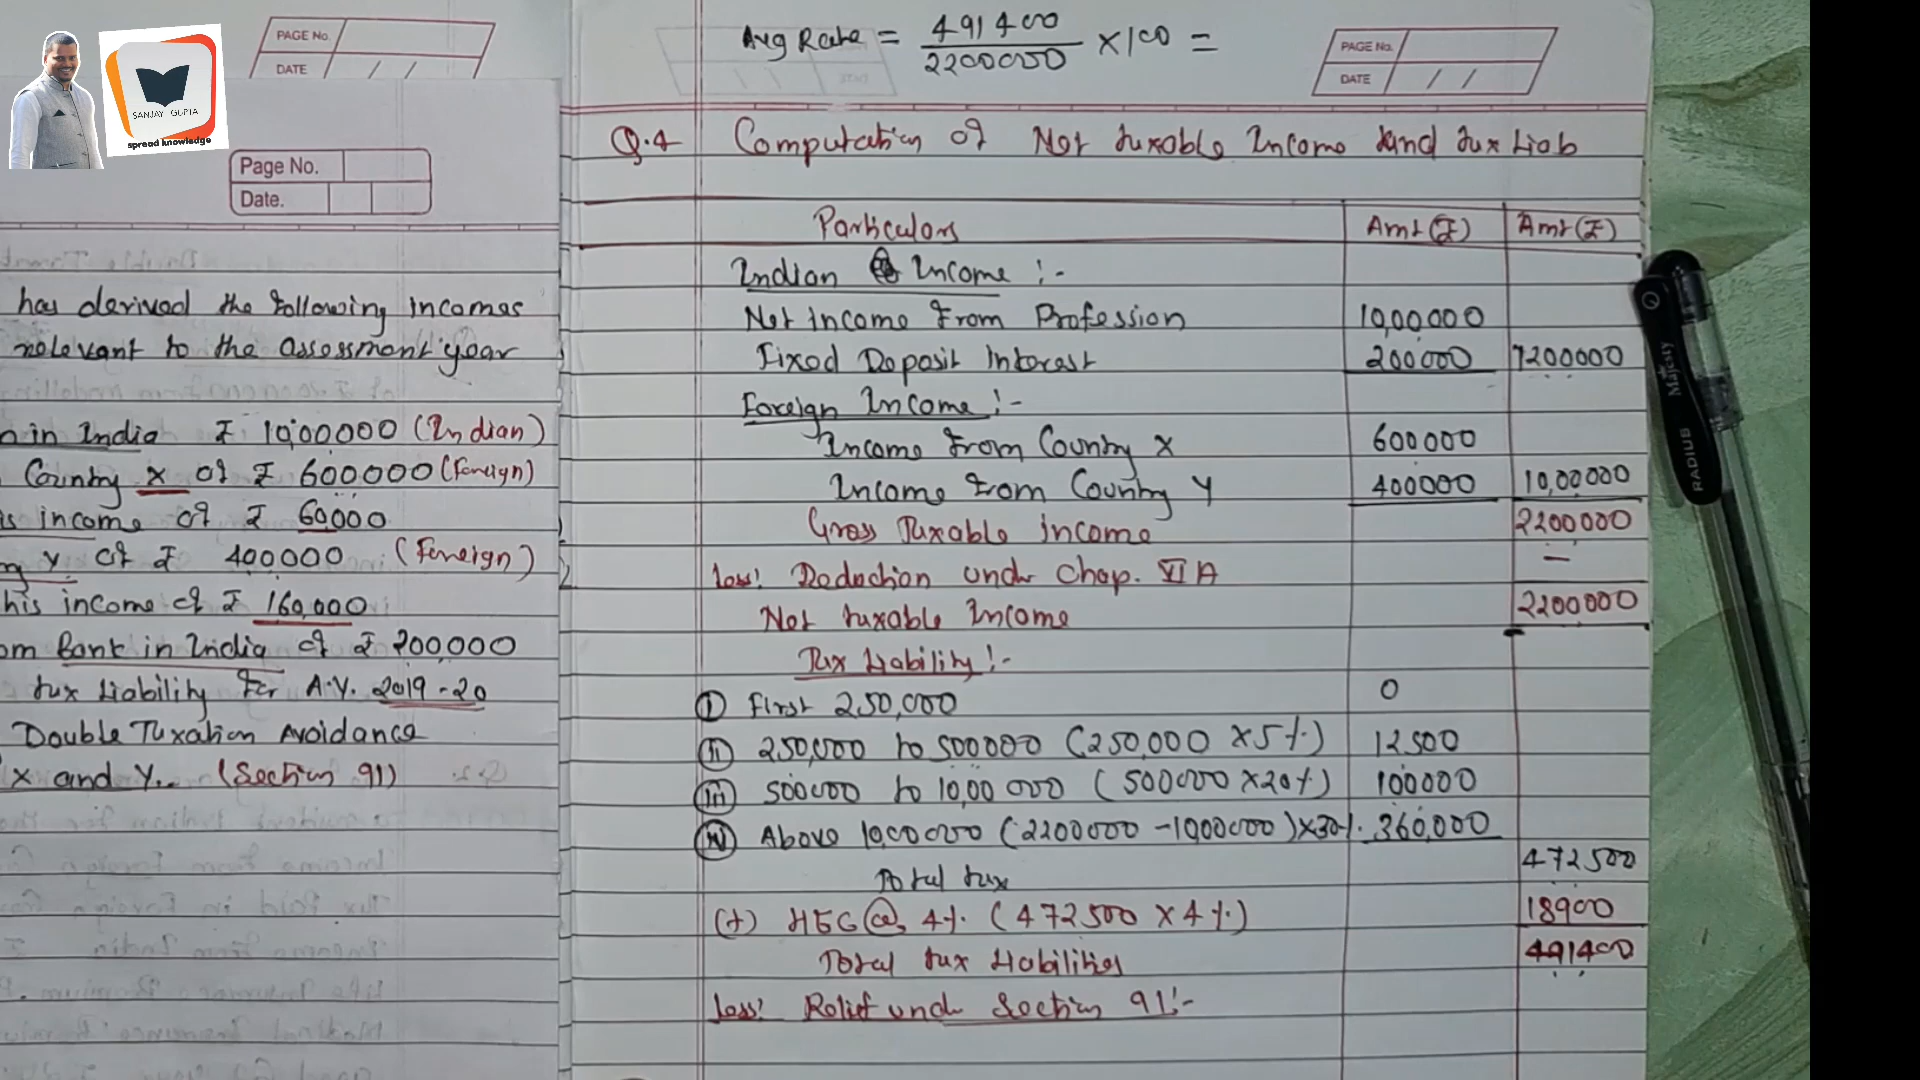 SANJAY GUPTA
spread knowledge
PAGE No.
DATE / /
Page No.
Date.
has derived the following incomes
relevant to the assessment year
in India ₹ 10,00000 (Indian)
Country X of ₹ 600000 (Foreign)
is income of ₹ 60,000
y Y of ₹ 400000 (Foreign)
his income of ₹ 160,000
om Bank in India of ₹ 200000
tax Liability for A.Y. 2019-20
Double Taxation Avoidance
X and Y. (Section 91)
Avg Rate = 491400 / 2200000 × 100 =
PAGE No.
DATE / /
Q.4 Computation of Net taxable Income and tax Liab
Particulars Amt (₹) Amt (₹)
Indian Income :-
Net income from Profession 10,00000
Fixed Deposit Interest 200000 1200000
Foreign Income :-
Income from Country X 600000
Income from Country Y 400000 10,00000
Gross Taxable income 2200000
less: Deduction under Chap. VI A —
Net taxable Income 2200000
Tax Liability :-
(I) First 250,000 0
(II) 250,000 to 500000 (250,000 ×5%) 12500
(III) 500000 to 10,00 000 (500000 ×20%) 100000
(IV) Above 1000000 (2200000 -1000000)×30%. 360,000
Total tax 472500
(+) HEC @ 4%. (472500 × 4%) 18900
Total tax Liabilities 491400
less: Relief under Section 91:-
Majesty
RADIUS